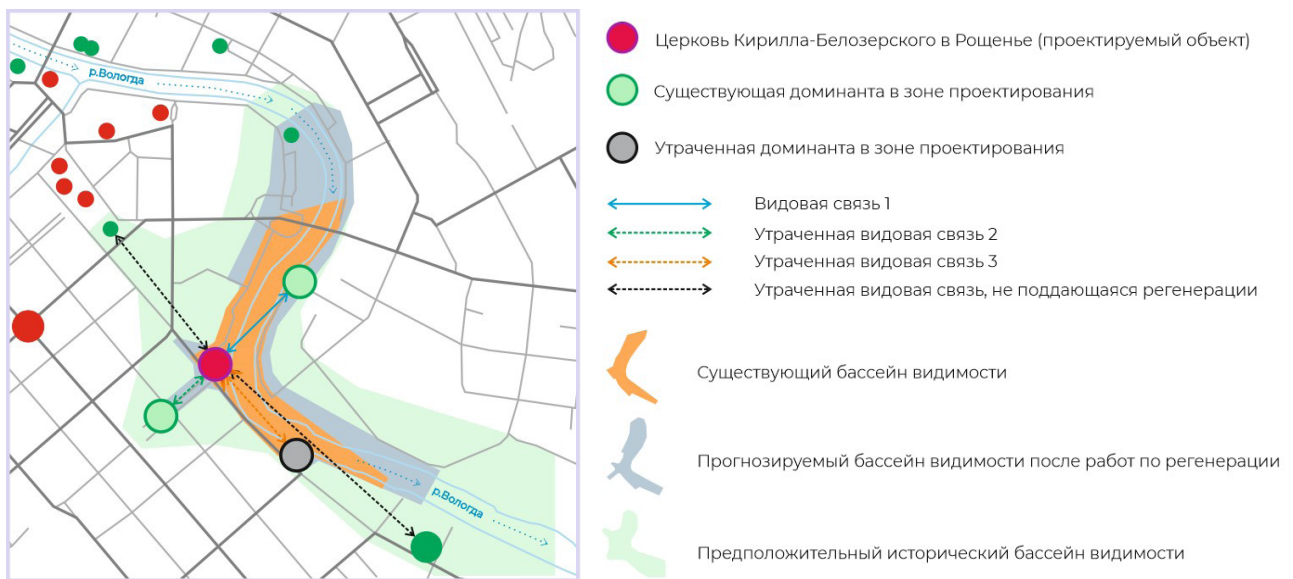 р.Вологда
р.Вологда
Церковь Кирилла-Белозерского в Рощенье (проектируемый объект)
Существующая доминанта в зоне проектирования
Утраченная доминанта в зоне проектирования
Видовая связь 1
Утраченная видовая связь 2
Утраченная видовая связь 3
Утраченная видовая связь, не поддающаяся регенерации
Существующий бассейн видимости
Прогнозируемый бассейн видимости после работ по регенерации
Предположительный исторический бассейн видимости